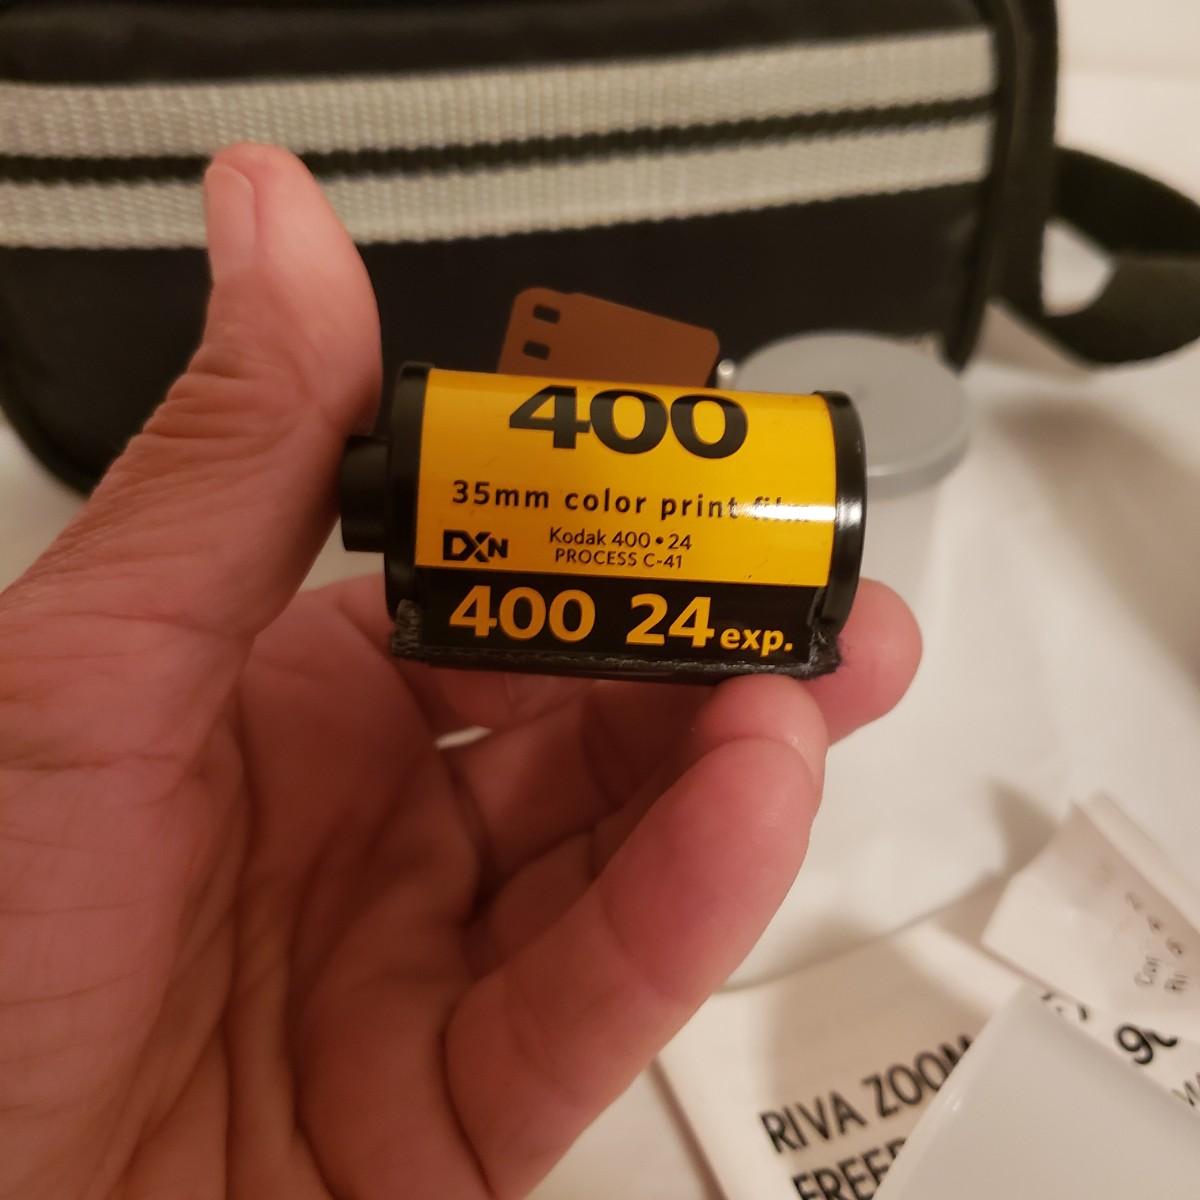 400
35mm color print film
DXN Kodak 400 • 24
PROCESS C-41
400 24 exp.
RIVA ZOOM